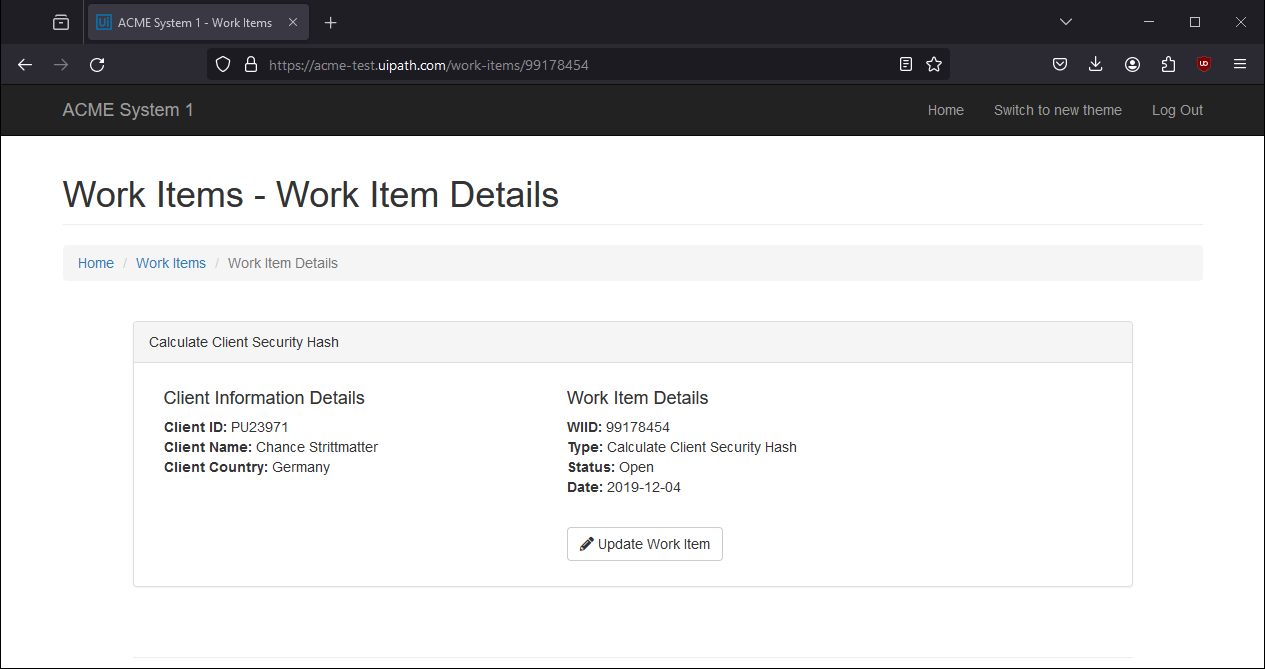 ACME System 1 - Work Items
https://acme-test.uipath.com/work-items/99178454
ACME System 1 Home Switch to new theme Log Out
Work Items - Work Item Details
Home / Work Items / Work Item Details
Calculate Client Security Hash
Client Information Details
Client ID: PU23971
Client Name: Chance Strittmatter
Client Country: Germany
Work Item Details
WIID: 99178454
Type: Calculate Client Security Hash
Status: Open
Date: 2019-12-04
Update Work Item